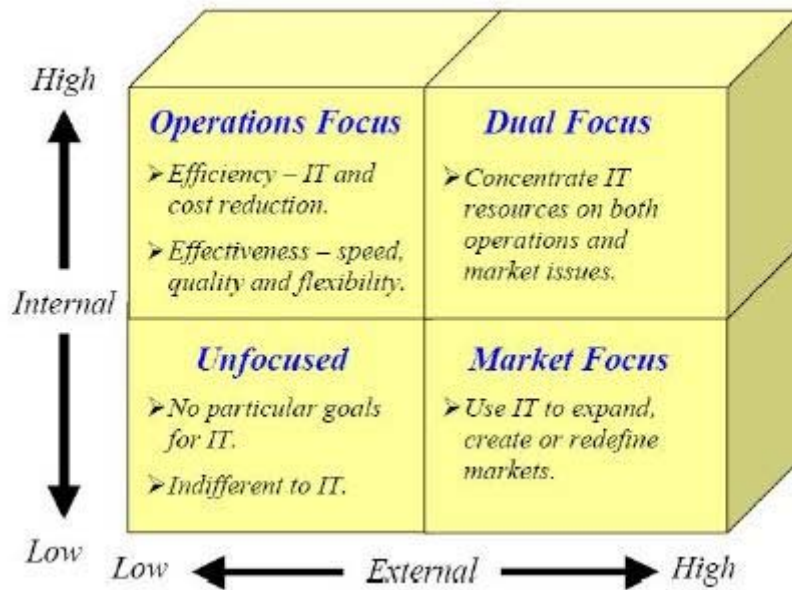 High
Internal
Low
Operations Focus
➢ Efficiency – IT and
cost reduction.
➢ Effectiveness – speed,
quality and flexibility.
Dual Focus
➢ Concentrate IT
resources on both
operations and
market issues.
Unfocused
➢ No particular goals
for IT.
➢ Indifferent to IT.
Market Focus
➢ Use IT to expand,
create or redefine
markets.
Low
External
High